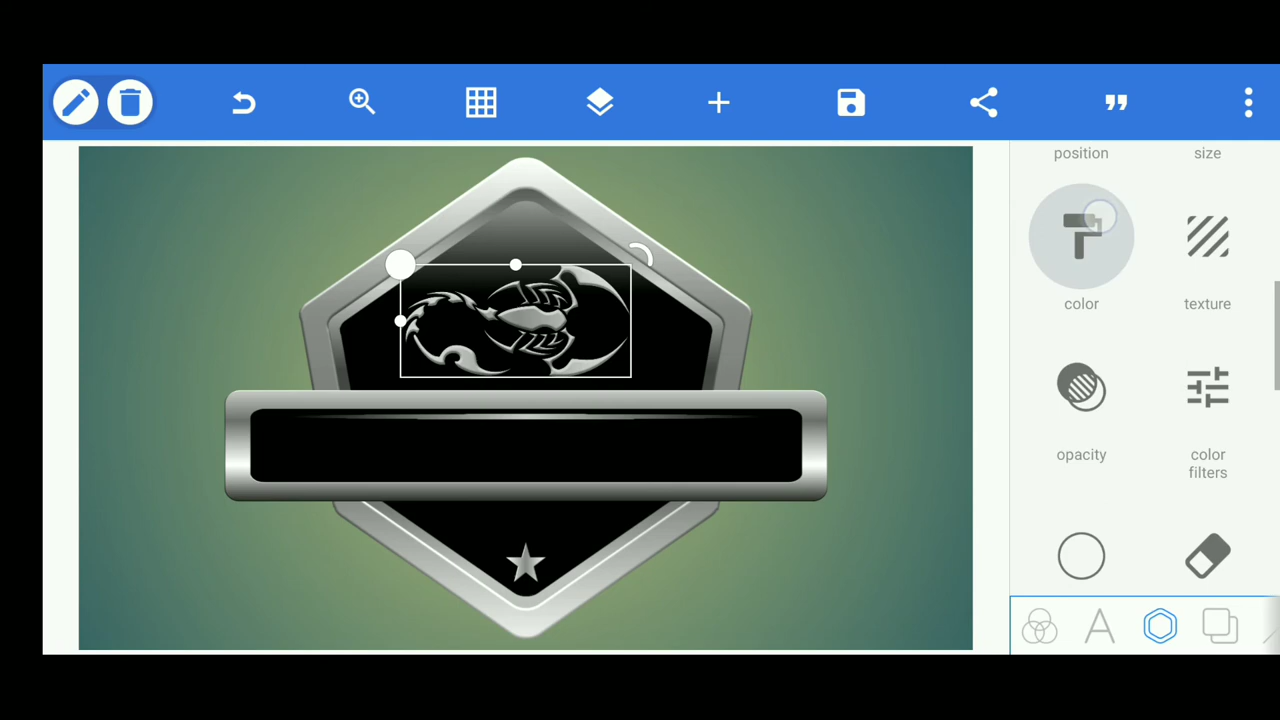 position size
color texture
opacity color
filters